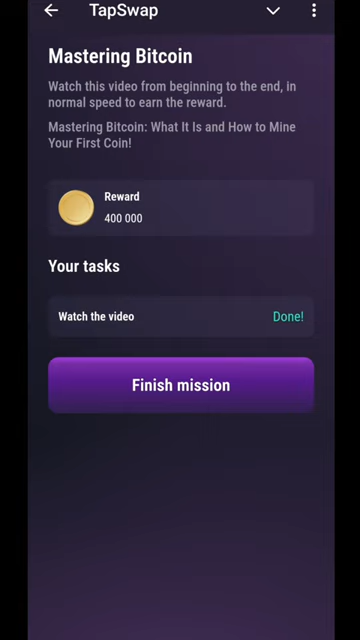 TapSwap
Mastering Bitcoin
Watch this video from beginning to the end, in
normal speed to earn the reward.
Mastering Bitcoin: What It Is and How to Mine
Your First Coin!
Reward
400 000
Your tasks
Watch the video
Done!
Finish mission